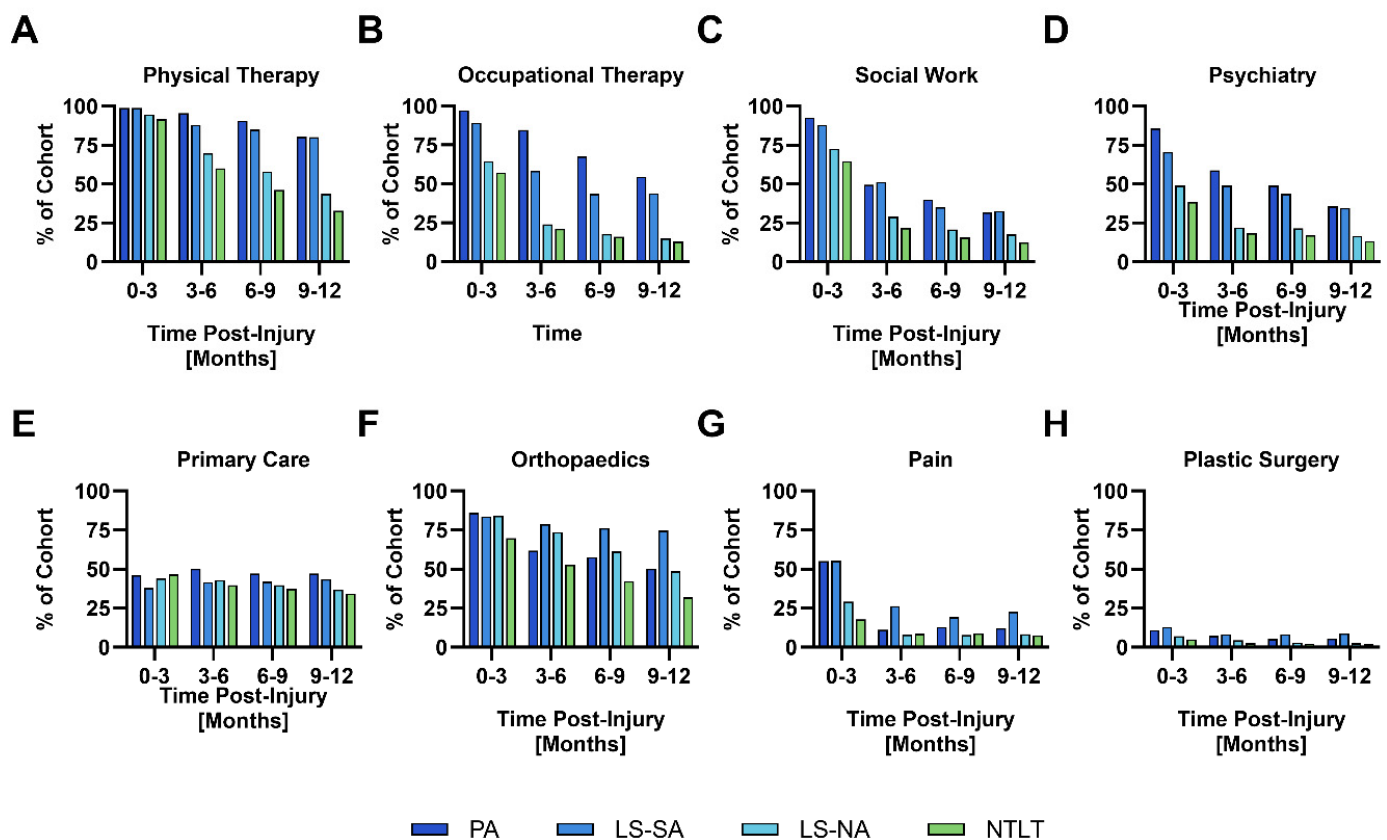 A
B
C
D
Physical Therapy
Occupational Therapy
Social Work
Psychiatry
% of Cohort
100
75
50
25
0
0-3 3-6 6-9 9-12
Time Post-Injury
[Months]
% of Cohort
100
75
50
25
0
0-3 3-6 6-9 9-12
Time
% of Cohort
100
75
50
25
0
0-3 3-6 6-9 9-12
Time Post-Injury
[Months]
% of Cohort
100
75
50
25
0
0-3 3-6 6-9 9-12
Time Post-Injury
[Months]
E
F
G
H
Primary Care
Orthopaedics
Pain
Plastic Surgery
% of Cohort
100
75
50
25
0
0-3 3-6 6-9 9-12
Time Post-Injury
[Months]
% of Cohort
100
75
50
25
0
0-3 3-6 6-9 9-12
Time Post-Injury
[Months]
% of Cohort
100
75
50
25
0
0-3 3-6 6-9 9-12
Time Post-Injury
[Months]
% of Cohort
100
75
50
25
0
0-3 3-6 6-9 9-12
Time Post-Injury
[Months]
PA LS-SA LS-NA NTLT